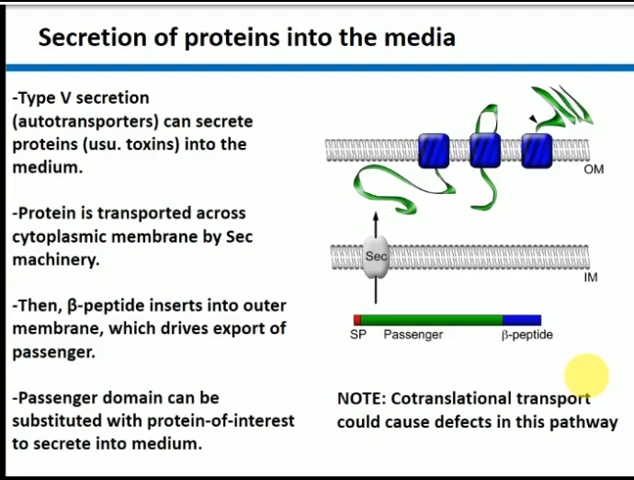 Secretion of proteins into the media
-Type V secretion
(autotransporters) can secrete
proteins (usu. toxins) into the
medium.
-Protein is transported across
cytoplasmic membrane by Sec
machinery.
-Then, β-peptide inserts into outer
membrane, which drives export of
passenger.
-Passenger domain can be
substituted with protein-of-interest
to secrete into medium.
OM
Sec
IM
SP Passenger β-peptide
NOTE: Cotranslational transport
could cause defects in this pathway